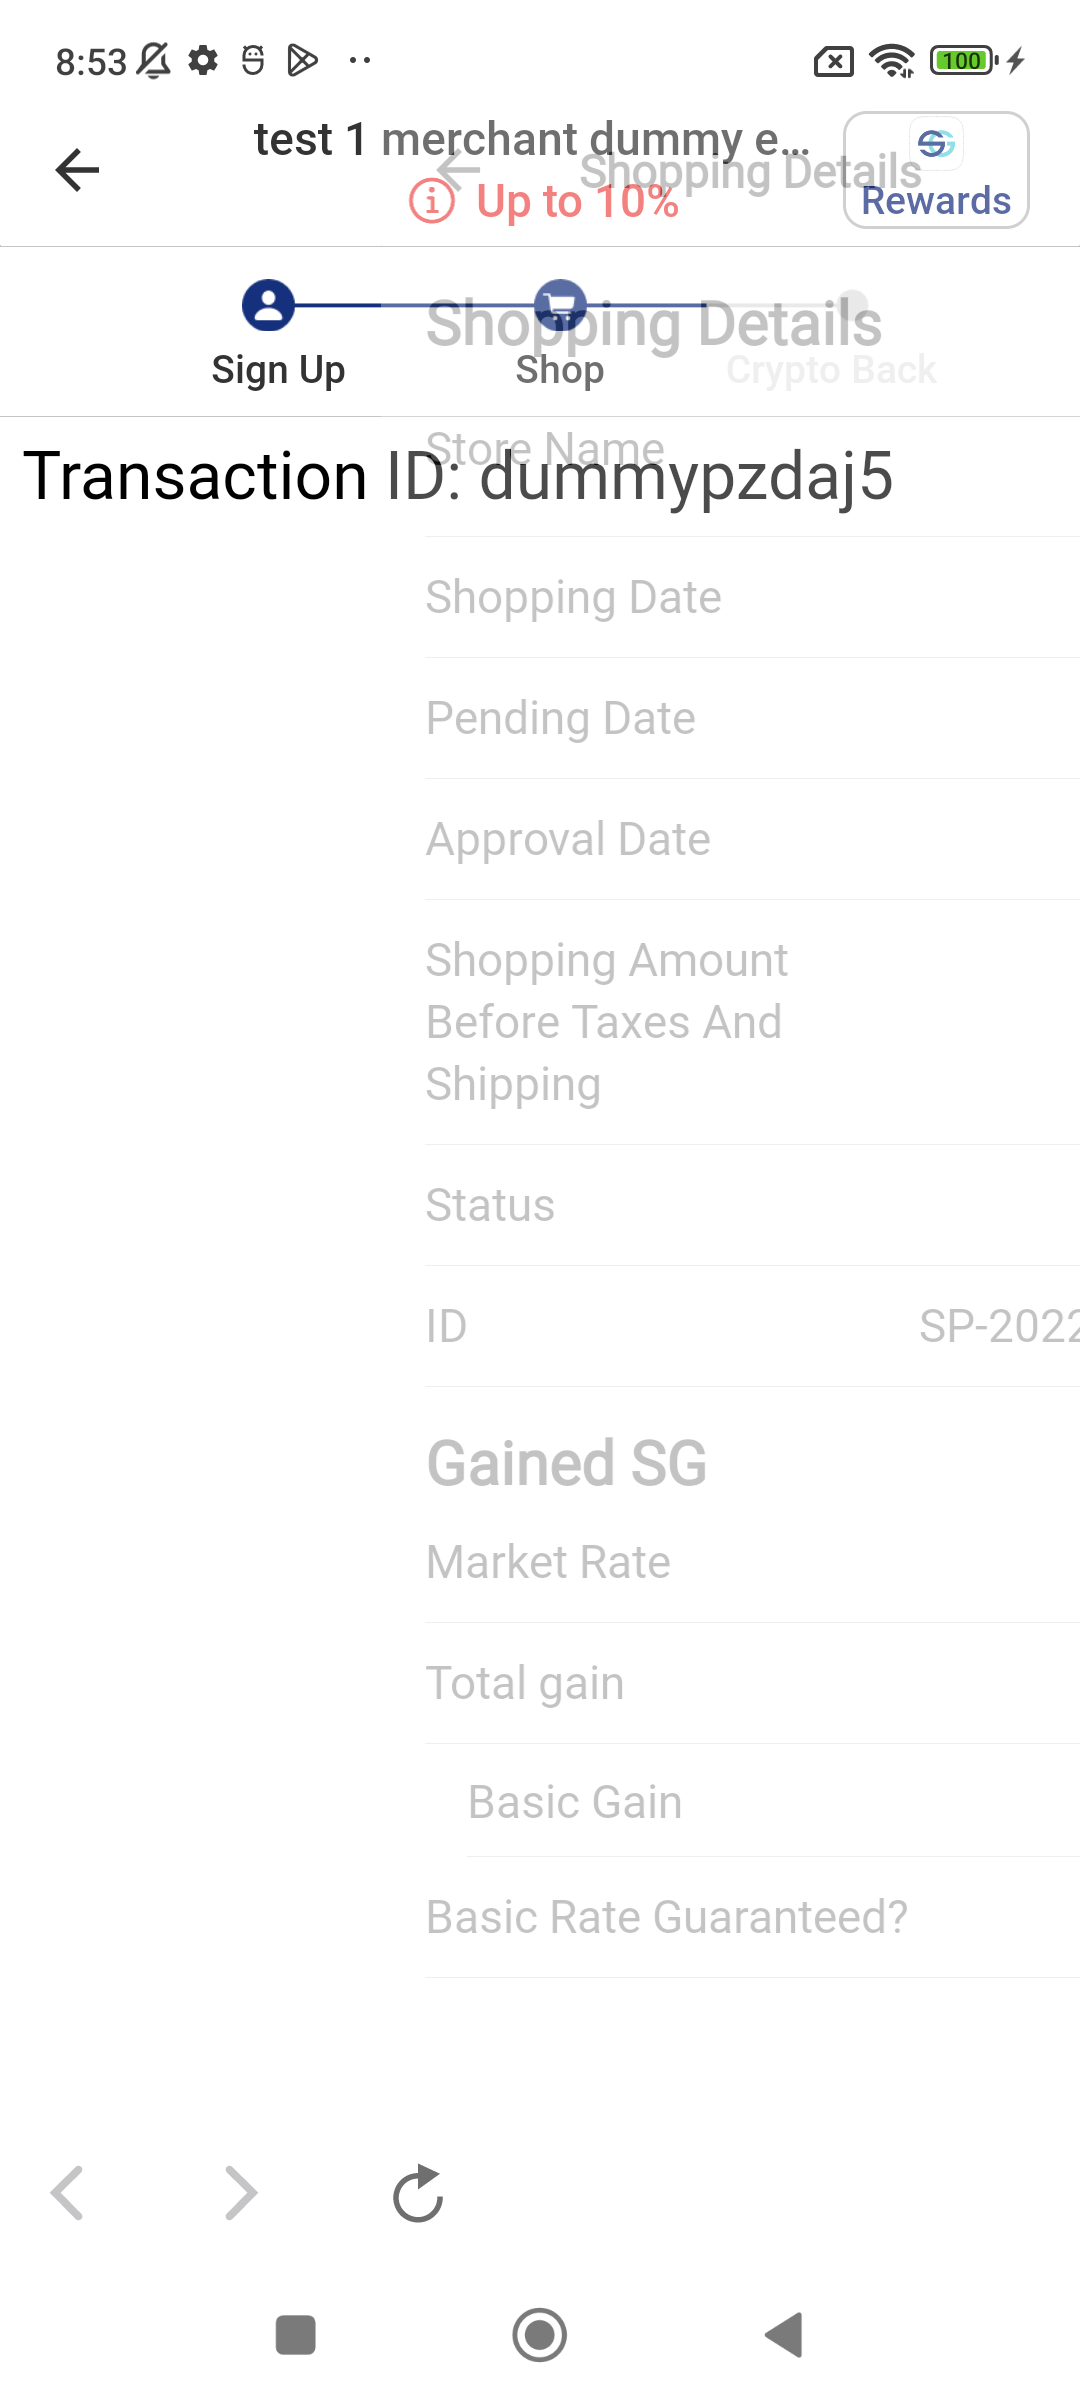 8:53
100
test 1 merchant dummy e...
Shopping Details
Up to 10%
Rewards
Shopping Details
Sign Up
Shop
Crypto Back
Store Name
Transaction ID: dummypzdaj5
Shopping Date
Pending Date
Approval Date
Shopping Amount
Before Taxes And
Shipping
Status
ID SP-2022
Gained SG
Market Rate
Total gain
Basic Gain
Basic Rate Guaranteed?